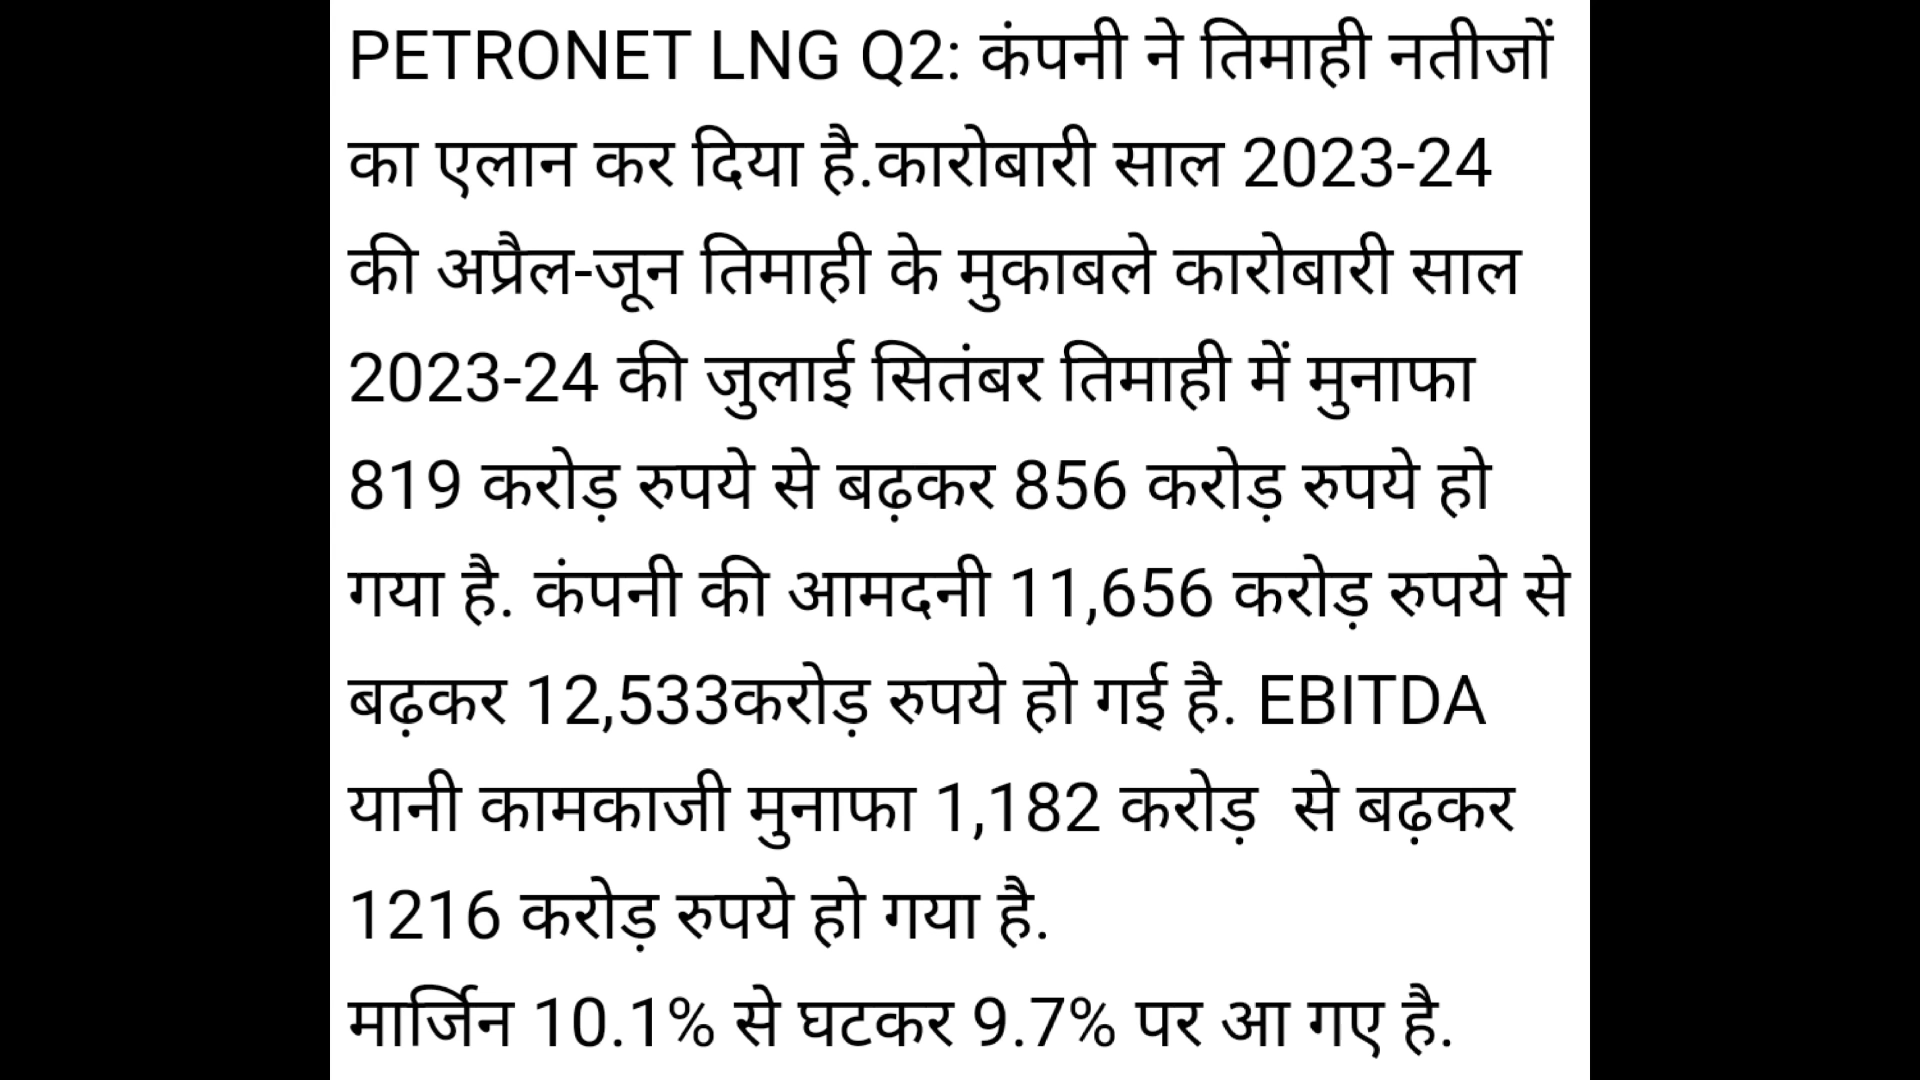 PETRONET LNG Q2: कंपनी ने तिमाही नतीजों
का एलान कर दिया है.कारोबारी साल 2023-24
की अप्रैल-जून तिमाही के मुकाबले कारोबारी साल
2023-24 की जुलाई सितंबर तिमाही में मुनाफा
819 करोड़ रुपये से बढ़कर 856 करोड़ रुपये हो
गया है. कंपनी की आमदनी 11,656 करोड़ रुपये से
बढ़कर 12,533करोड़ रुपये हो गई है. EBITDA
यानी कामकाजी मुनाफा 1,182 करोड़  से बढ़कर
1216 करोड़ रुपये हो गया है.
मार्जिन 10.1% से घटकर 9.7% पर आ गए है.